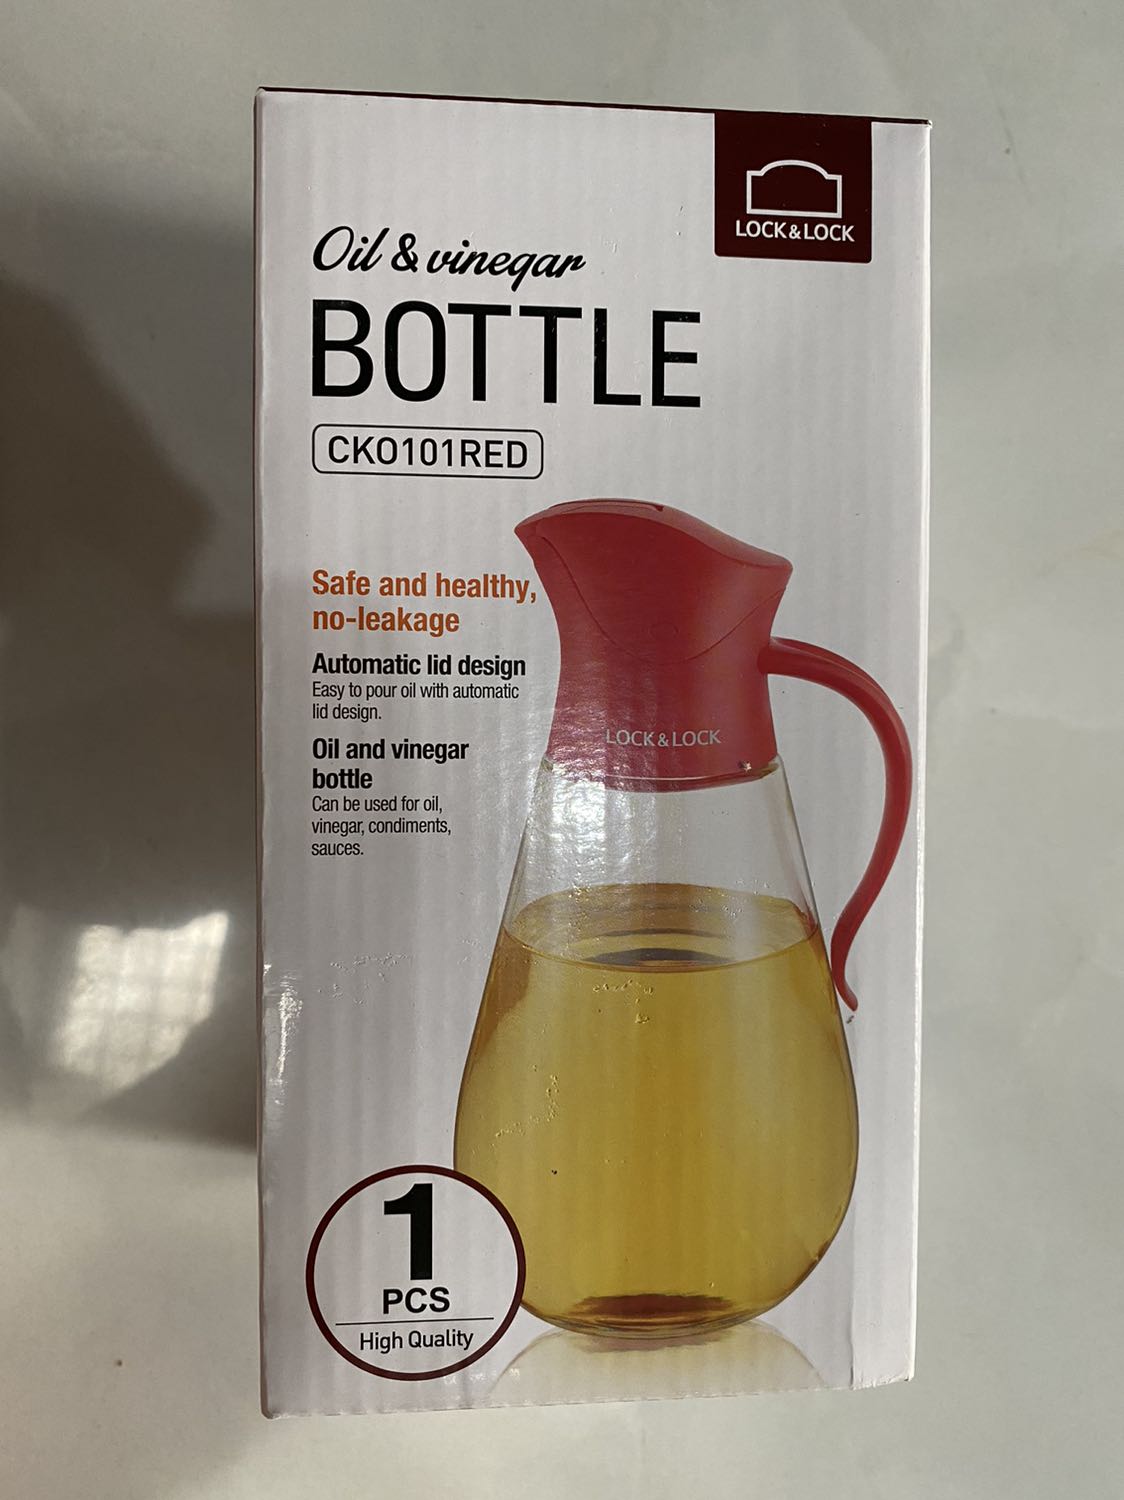 LOCK&LOCK
Oil & vinegar
BOTTLE
CKO101RED
Safe and healthy,
no-leakage
Automatic lid design
Easy to pour oil with automatic
lid design.
Oil and vinegar
bottle
Can be used for oil,
vinegar, condiments,
sauces.
LOCK&LOCK
1
PCS
High Quality